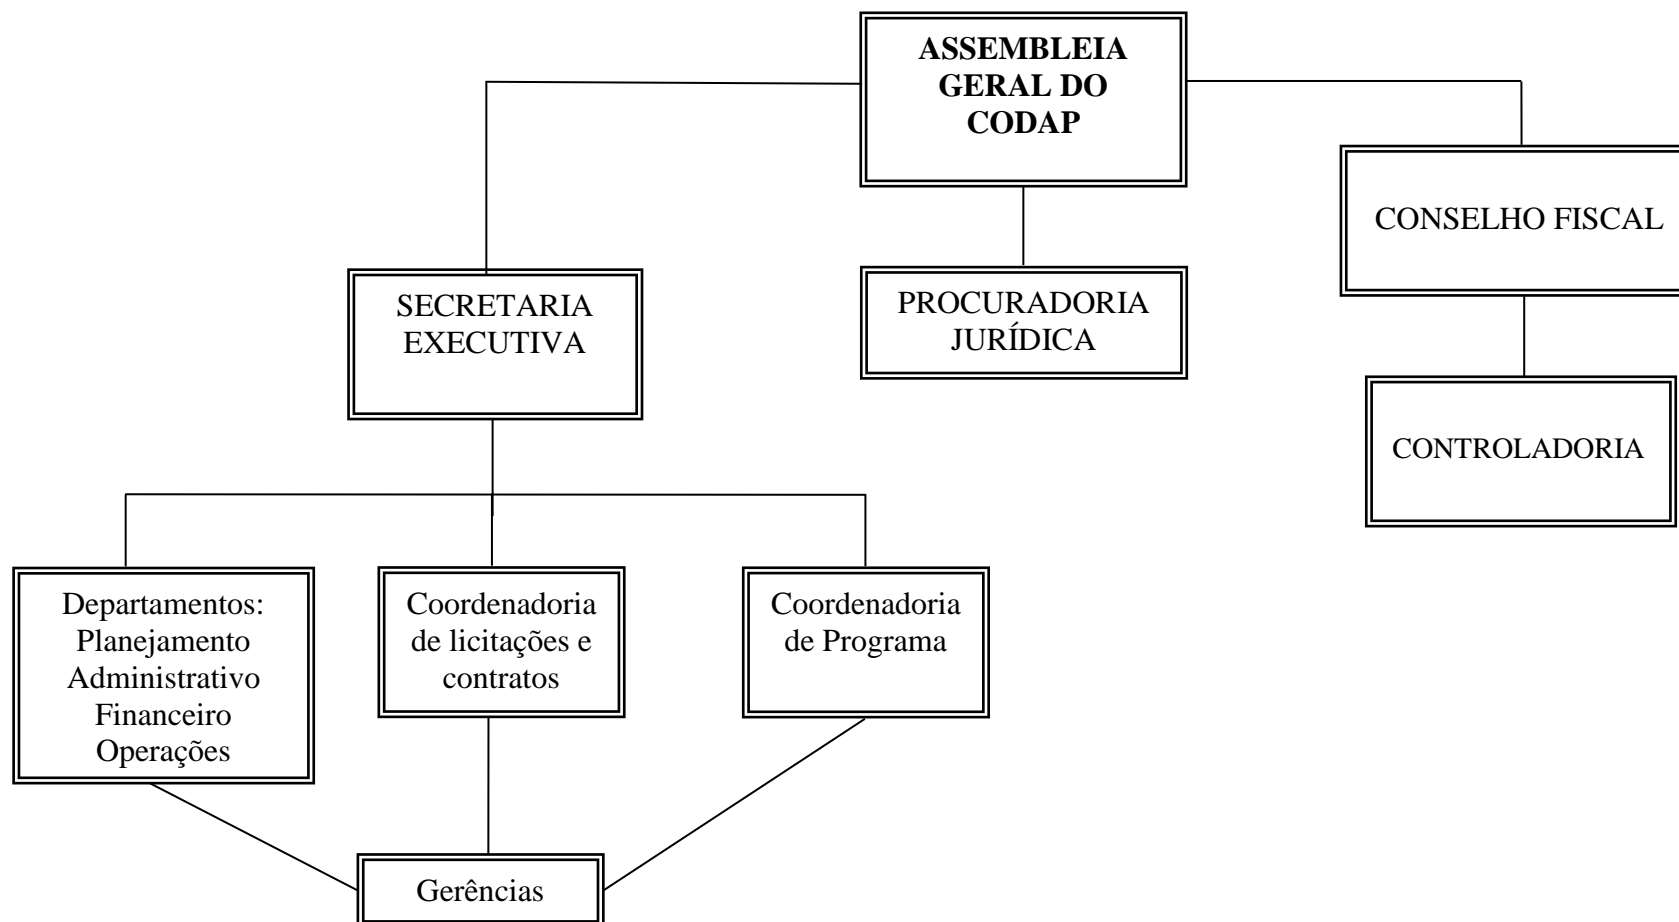 ASSEMBLEIA
GERAL DO
CODAP
CONSELHO FISCAL
SECRETARIA
EXECUTIVA
PROCURADORIA
JURÍDICA
CONTROLADORIA
Departamentos:
Planejamento
Administrativo
Financeiro
Operações
Coordenadoria
de licitações e
contratos
Coordenadoria
de Programa
Gerências